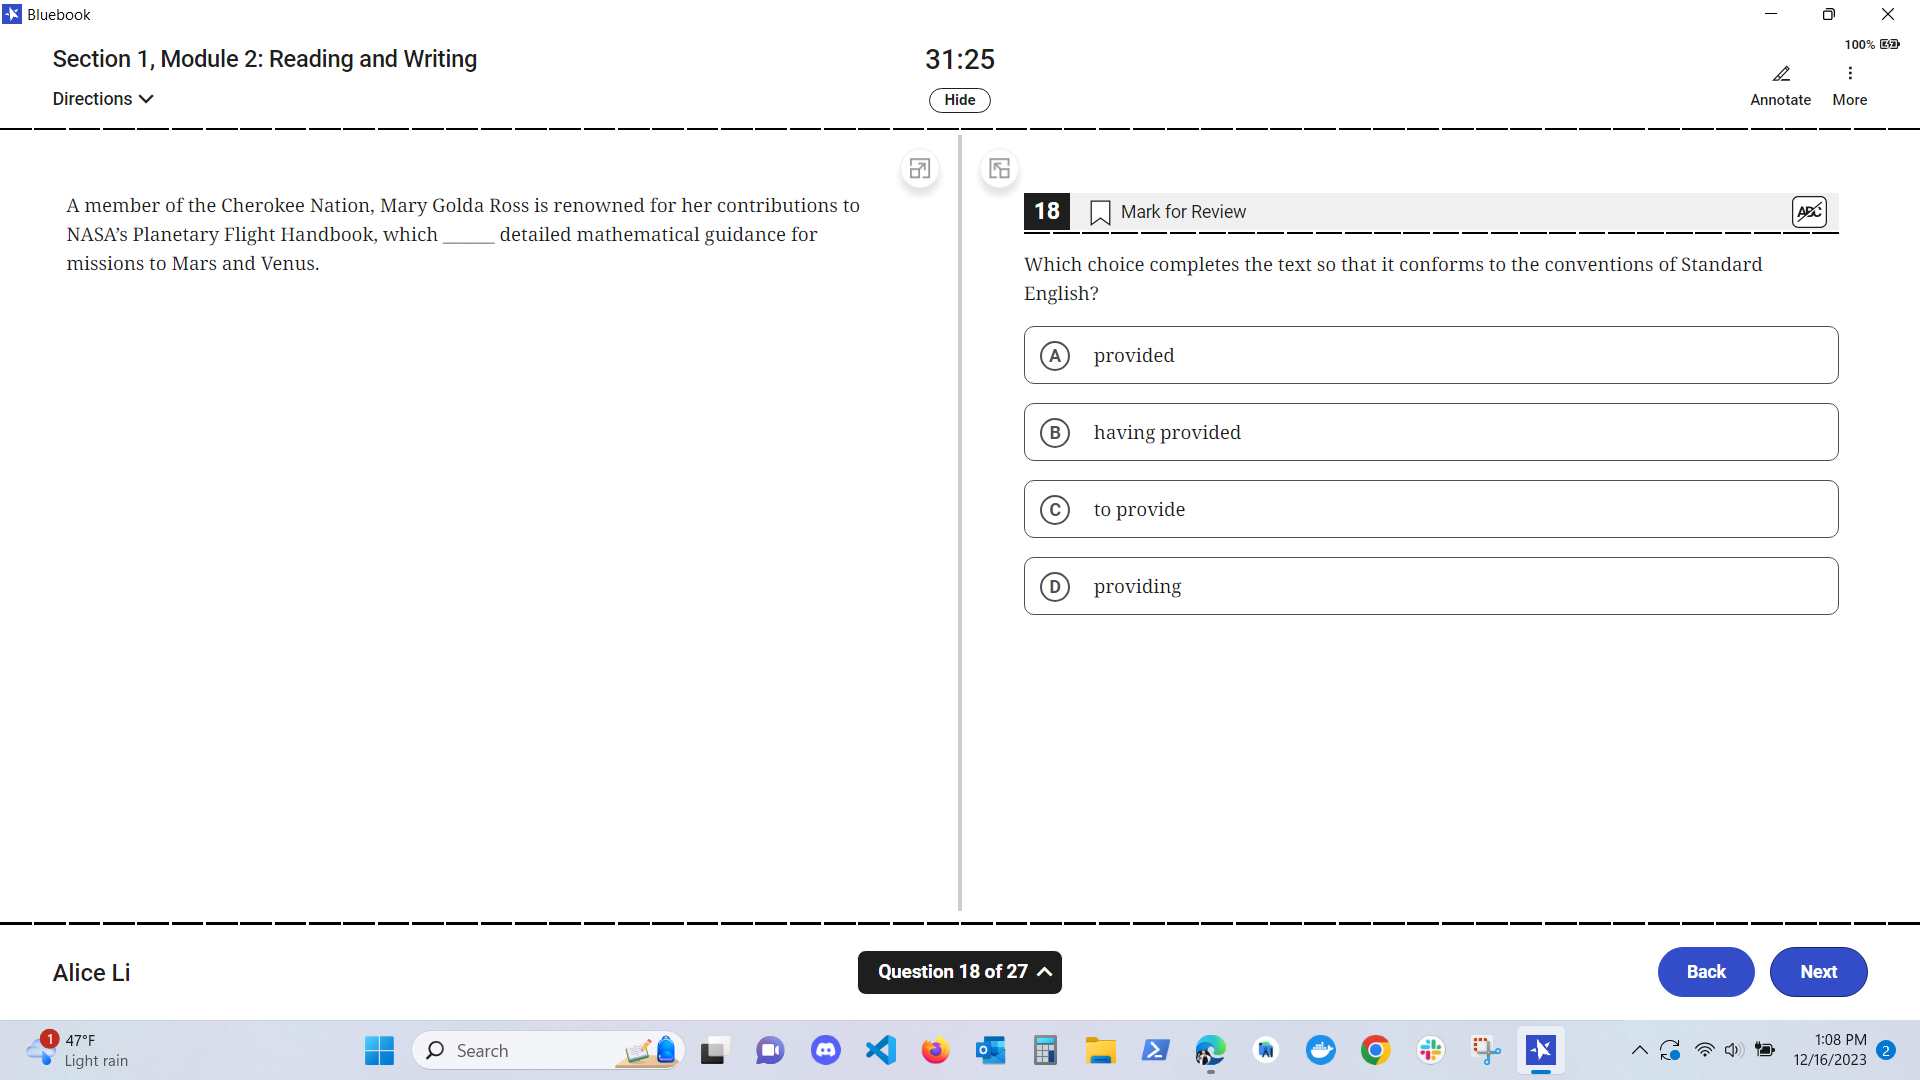 Bluebook
Section 1, Module 2: Reading and Writing
Directions
31:25
Hide
100%
Annotate
More
A member of the Cherokee Nation, Mary Golda Ross is renowned for her contributions to
NASA’s Planetary Flight Handbook, which ______ detailed mathematical guidance for
missions to Mars and Venus.
18
Mark for Review
ABC
Which choice completes the text so that it conforms to the conventions of Standard
English?
A provided
B having provided
C to provide
D providing
Alice Li
Question 18 of 27
Back
Next
1
47°F
Light rain
Search
1:08 PM
12/16/2023
2